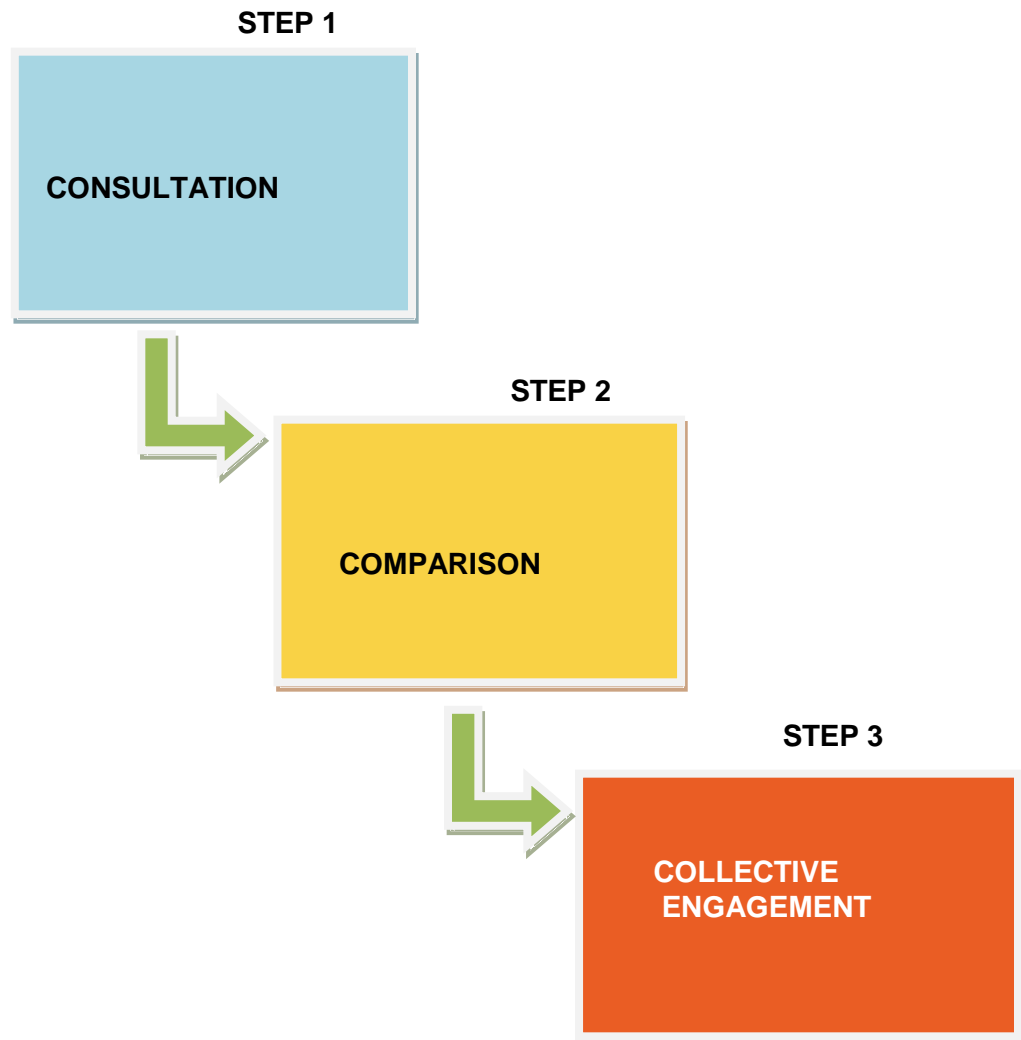 STEP 1
CONSULTATION
STEP 2
COMPARISON
STEP 3
COLLECTIVE
ENGAGEMENT